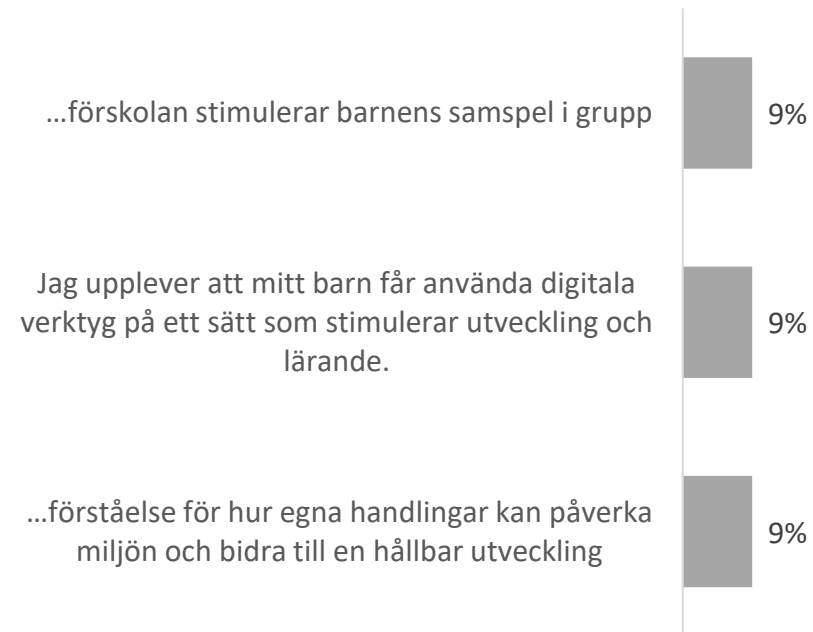 ...förskolan stimulerar barnens samspel i grupp
9%
Jag upplever att mitt barn får använda digitala
verktyg på ett sätt som stimulerar utveckling och
lärande.
9%
...förståelse för hur egna handlingar kan påverka
miljön och bidra till en hållbar utveckling
9%